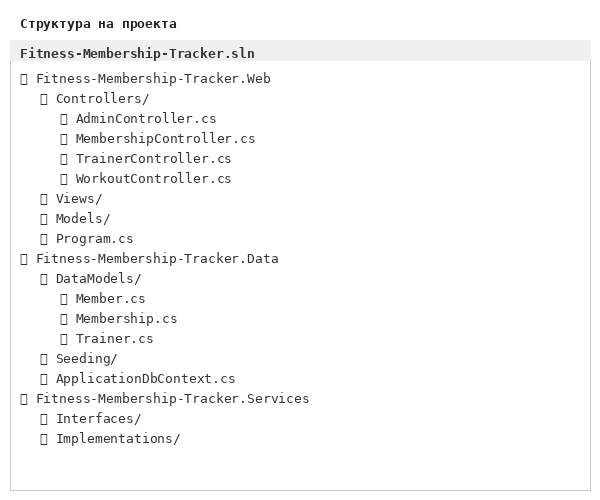 Структура на проекта
Fitness-Membership-Tracker.sln
Fitness-Membership-Tracker.Web
Controllers/
AdminController.cs
MembershipController.cs
TrainerController.cs
WorkoutController.cs
Views/
Models/
Program.cs
Fitness-Membership-Tracker.Data
DataModels/
Member.cs
Membership.cs
Trainer.cs
Seeding/
ApplicationDbContext.cs
Fitness-Membership-Tracker.Services
Interfaces/
Implementations/